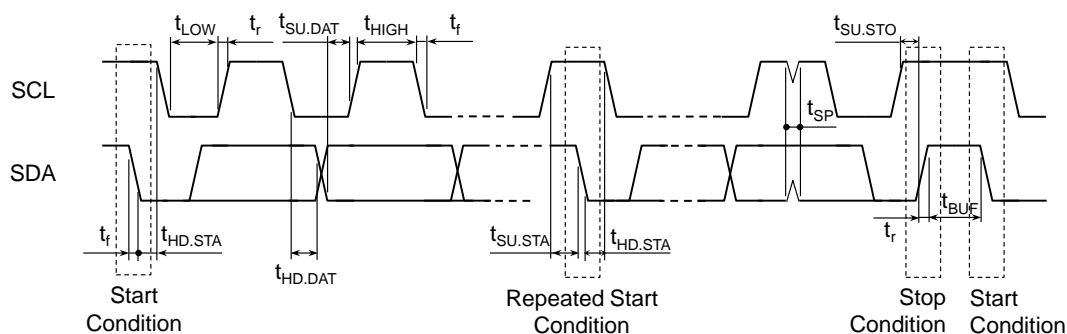 tLOW tr tSU.DAT tHIGH tf tSU.STO
SCL
tSP
SDA
tf tHD.STA tHD.DAT tSU.STA tHD.STA tr tBUF
Start
Condition
Repeated Start
Condition
Stop
Condition
Start
Condition